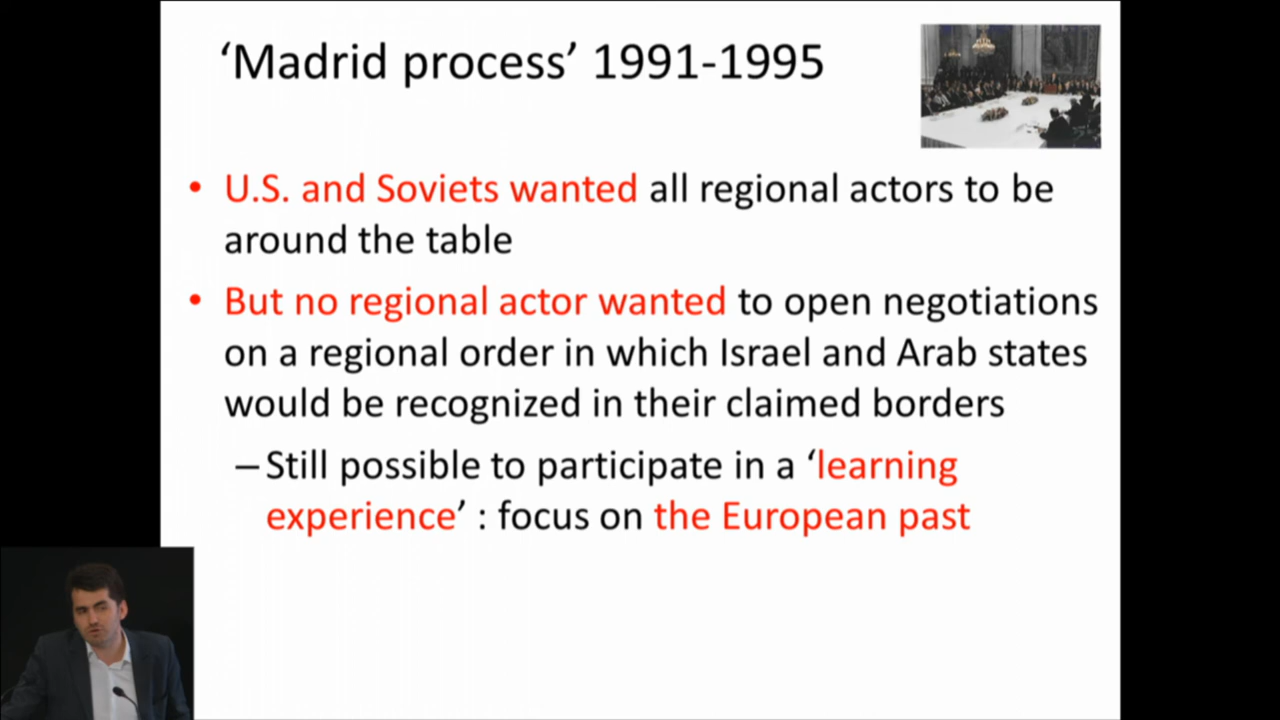 ‘Madrid process’ 1991-1995
• U.S. and Soviets wanted all regional actors to be
around the table
• But no regional actor wanted to open negotiations
on a regional order in which Israel and Arab states
would be recognized in their claimed borders
– Still possible to participate in a ‘learning
experience’ : focus on the European past